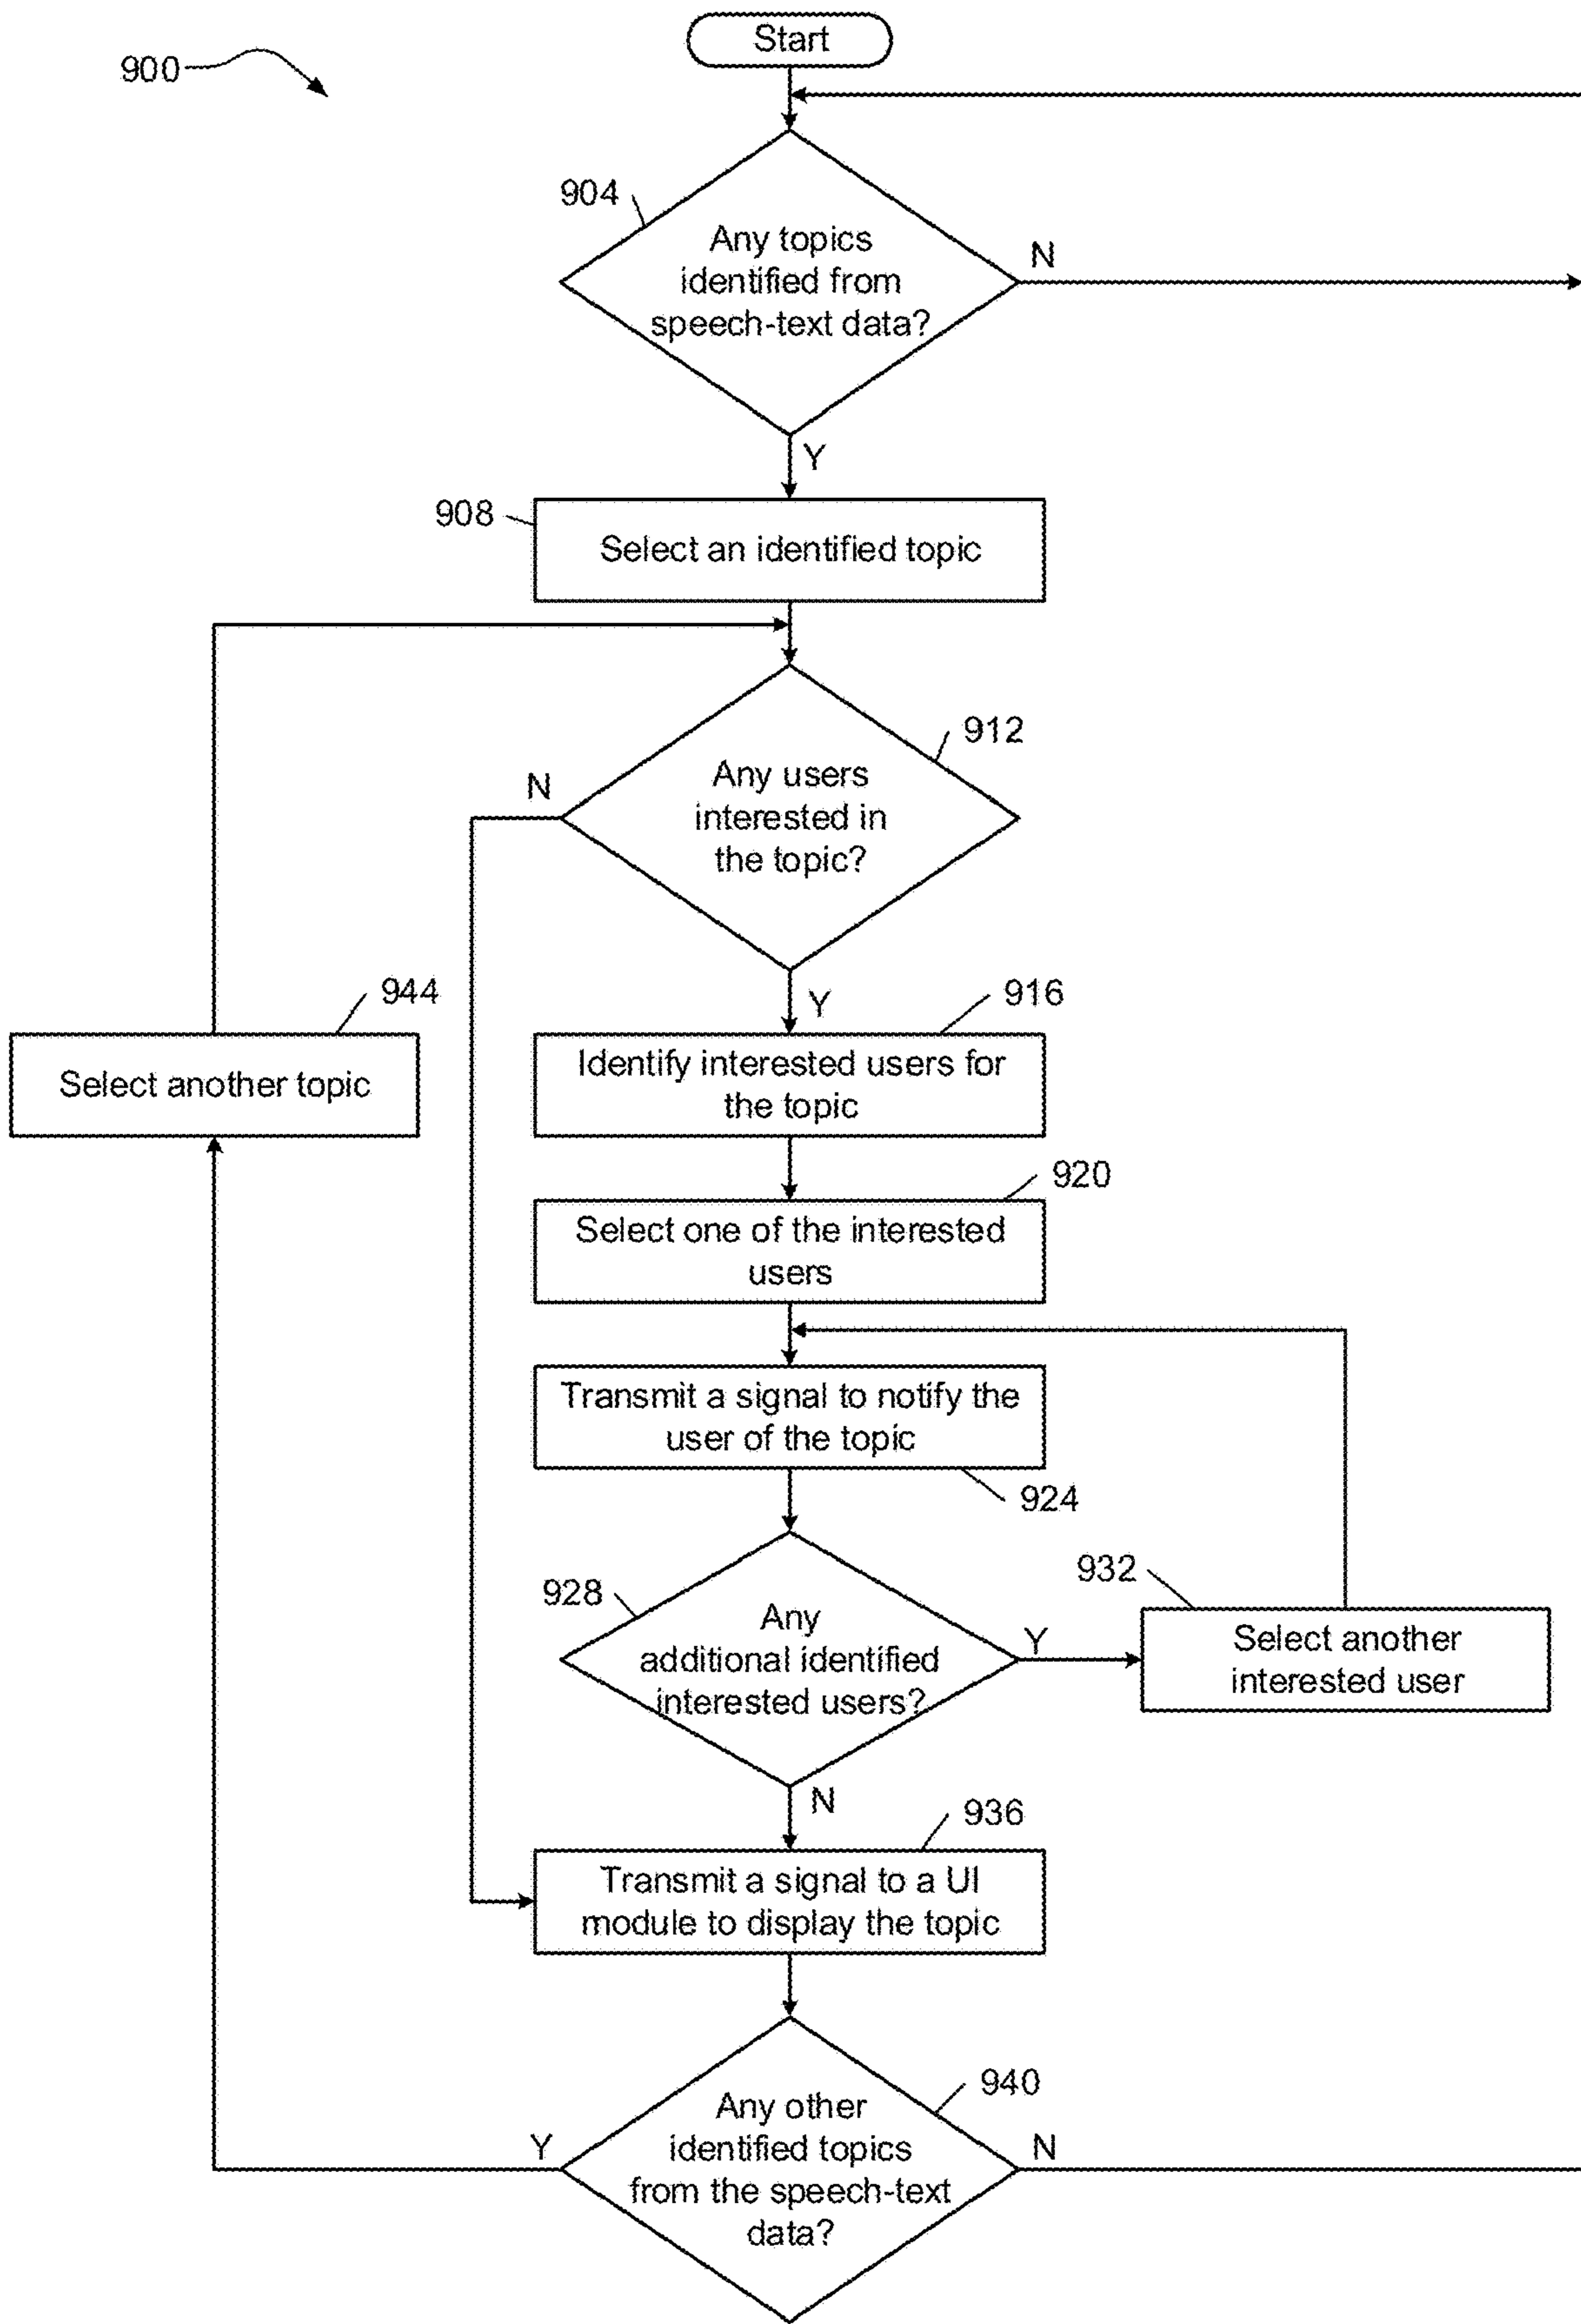 Start
900
904
Any topics
identified from
speech-text data?
N
Y
908
Select an identified topic
912
Any users
interested in
the topic?
N
Y
944
Select another topic
916
Identify interested users for
the topic
920
Select one of the interested
users
Transmit a signal to notify the
user of the topic
924
928
Any
additional identified
interested users?
Y
932
Select another
interested user
N
936
Transmit a signal to a UI
module to display the topic
940
Any other
identified topics
from the speech-text
data?
Y
N